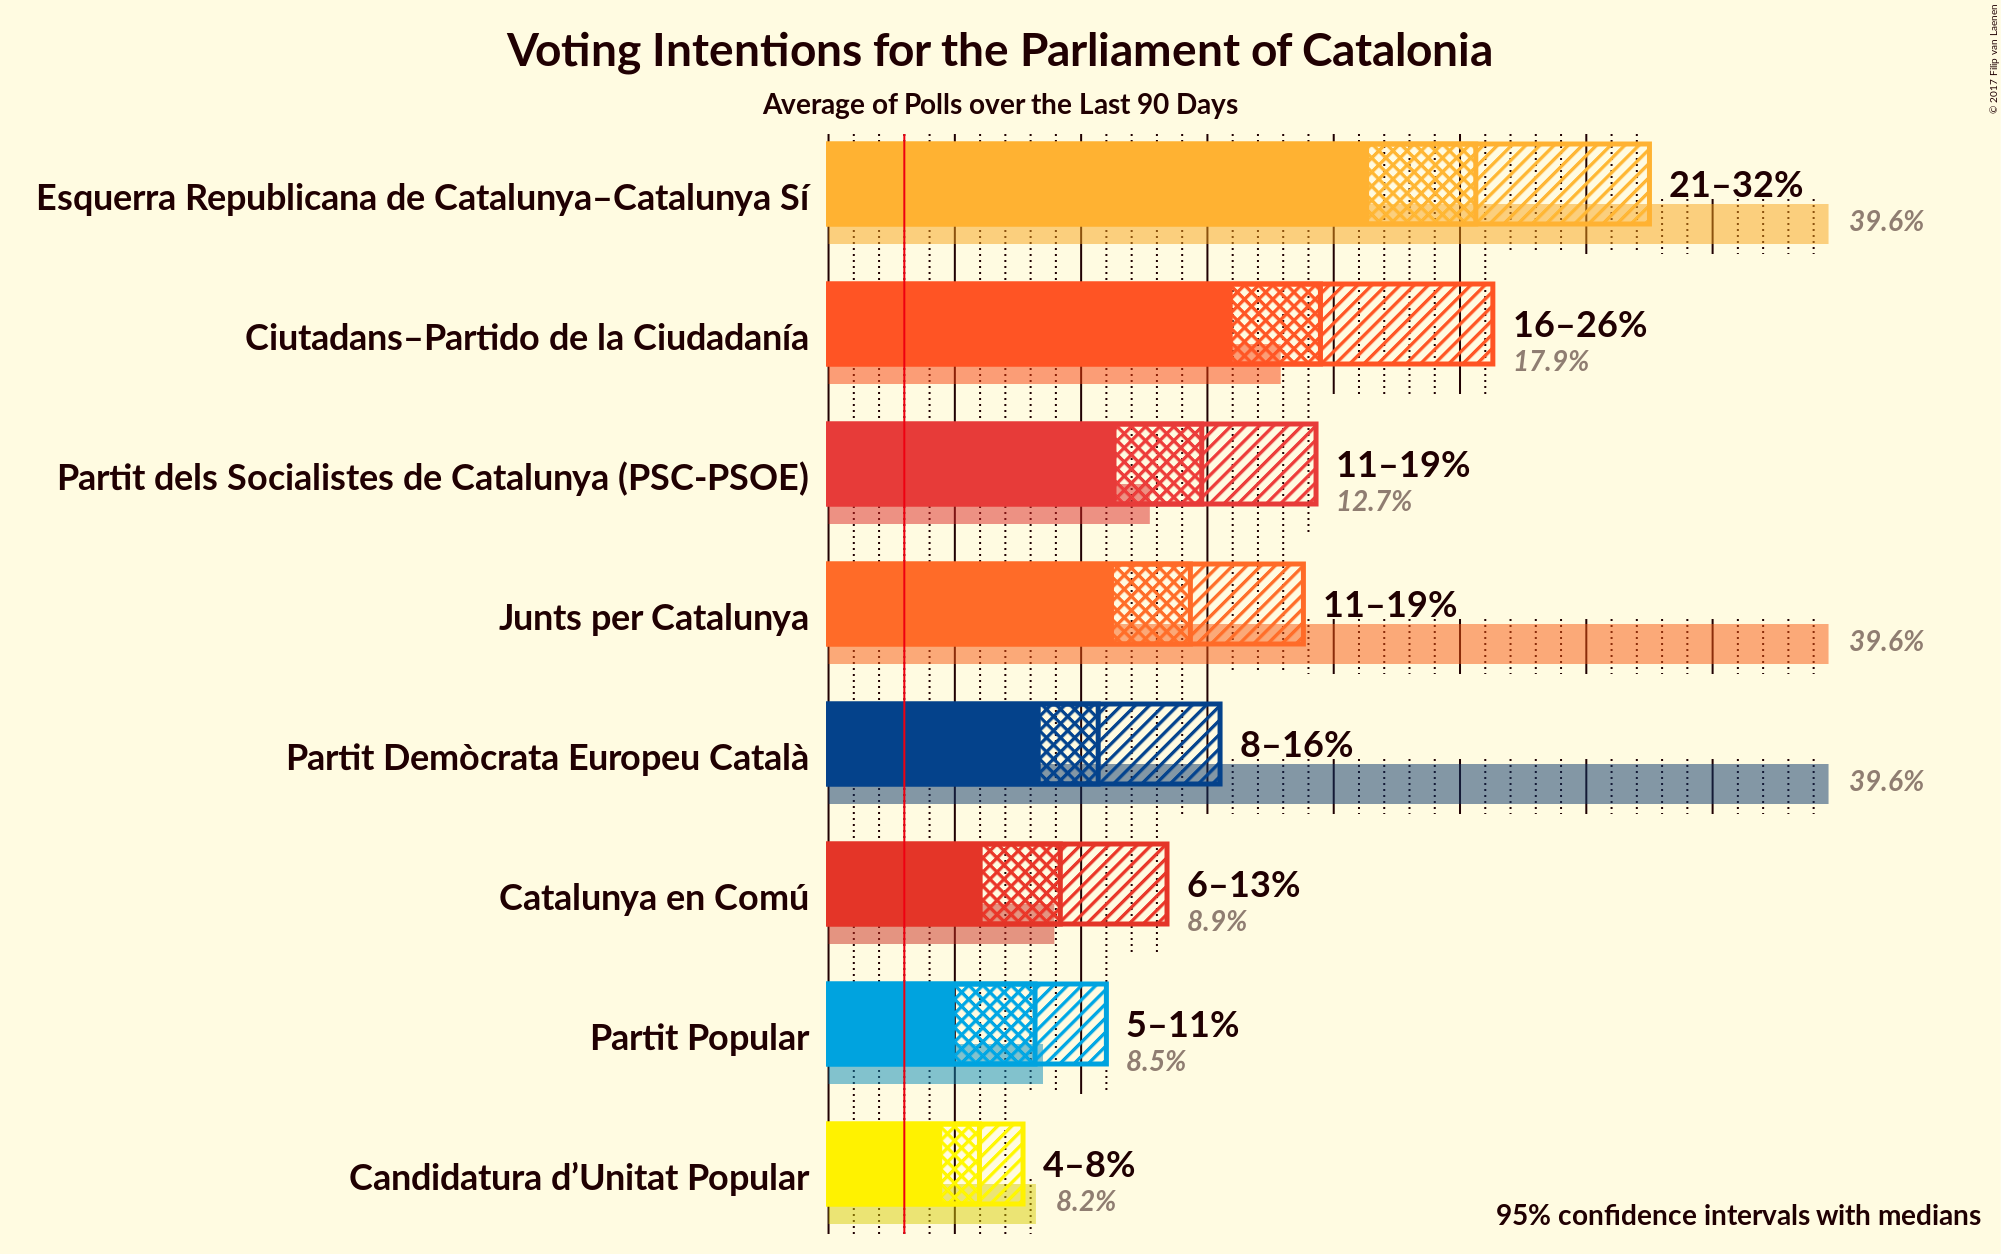 Voting Intentions for the Parliament of Catalonia
Average of Polls over the Last 90 Days
© 2017 Filip van Laenen
Esquerra Republicana de Catalunya–Catalunya Sí
21–32%
39.6%
Ciutadans–Partido de la Ciudadanía
16–26%
17.9%
Partit dels Socialistes de Catalunya (PSC-PSOE)
11–19%
12.7%
Junts per Catalunya
11–19%
39.6%
Partit Demòcrata Europeu Català
8–16%
39.6%
Catalunya en Comú
6–13%
8.9%
Partit Popular
5–11%
8.5%
Candidatura d’Unitat Popular
4–8%
8.2%
95% confidence intervals with medians